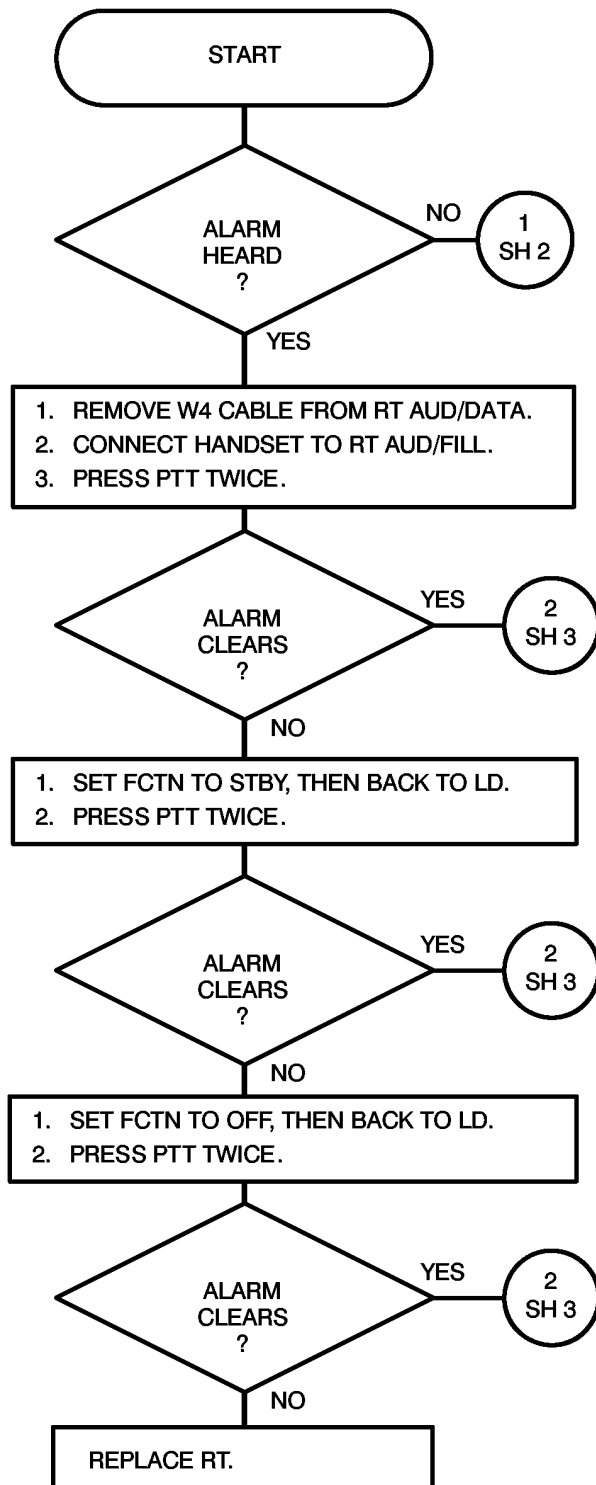 START
ALARM
HEARD
?
NO
1
SH 2
YES
1. REMOVE W4 CABLE FROM RT AUD/DATA.
2. CONNECT HANDSET TO RT AUD/FILL.
3. PRESS PTT TWICE.
ALARM
CLEARS
?
YES
2
SH 3
NO
1. SET FCTN TO STBY, THEN BACK TO LD.
2. PRESS PTT TWICE.
ALARM
CLEARS
?
YES
2
SH 3
NO
1. SET FCTN TO OFF, THEN BACK TO LD.
2. PRESS PTT TWICE.
ALARM
CLEARS
?
YES
2
SH 3
NO
REPLACE RT.